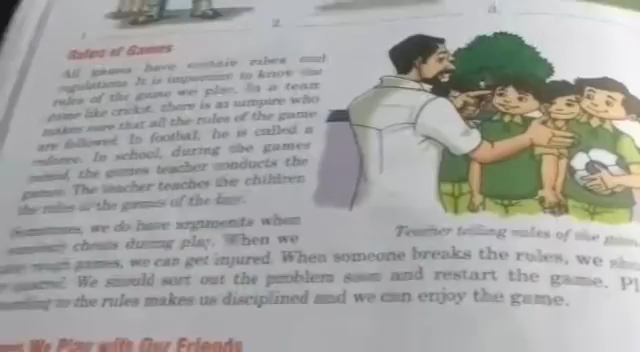 1.
2.
3.
Rules of Games
All games have certain rules and
regulations. It is important to know the
rules of the game we play. In a team
game like cricket, there is an umpire who
makes sure that all the rules of the game
are followed. In football, he is called a
referee. In school, during the games
period, the games teacher conducts the
games. The teacher teaches the children
the rules of the games of the day.
Sometimes, we do have arguments when
someone cheats during play. When we
games, we can get injured. When someone breaks the rules, we
We should sort out the problem soon and restart the game.
to the rules makes us disciplined and we can enjoy the game.
Teacher telling rules of the
We Play with Our Friends